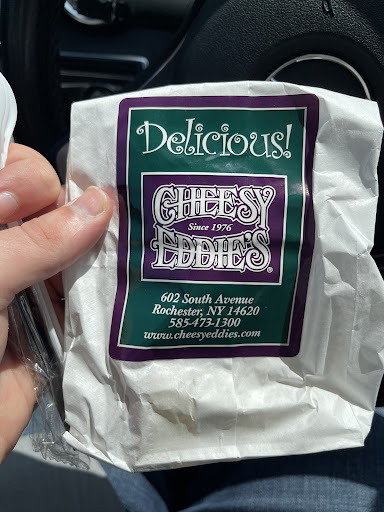 Delicious!
CHEESY
Since 1976
EDDIE'S®
602 South Avenue
Rochester, NY 14620
585-473-1300
www.cheesyeddies.com